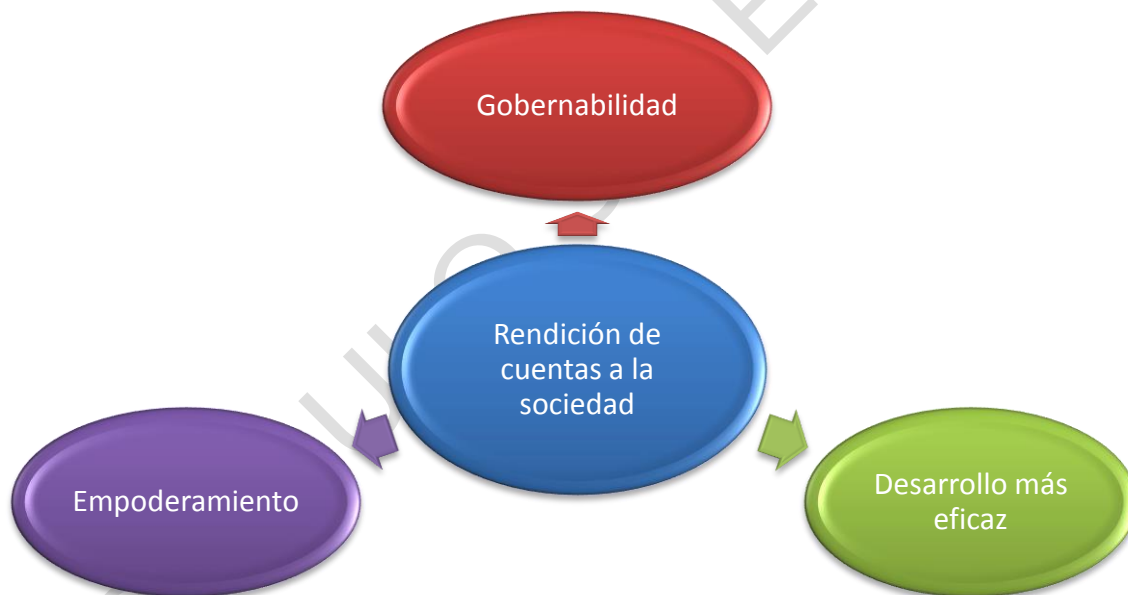 Gobernabilidad
Rendición de
cuentas a la
sociedad
Empoderamiento
Desarrollo más
eficaz